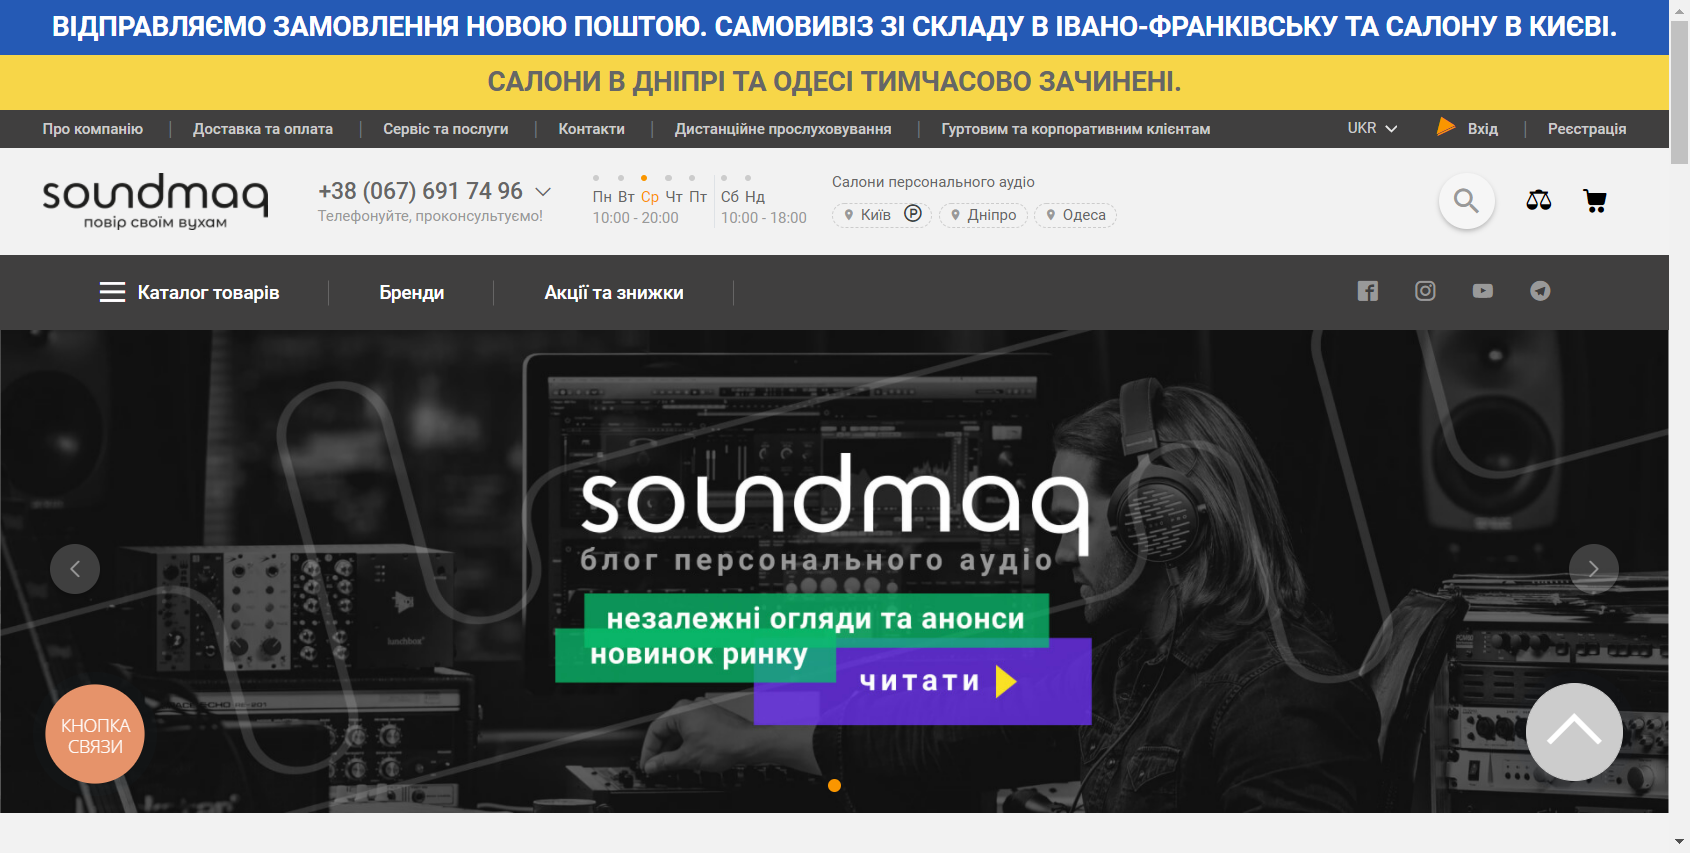 ВІДПРАВЛЯЄМО ЗАМОВЛЕННЯ НОВОЮ ПОШТОЮ. САМОВИВІЗ ЗІ СКЛАДУ В ІВАНО-ФРАНКІВСЬКУ ТА САЛОНУ В КИЄВІ.
САЛОНИ В ДНІПРІ ТА ОДЕСІ ТИМЧАСОВО ЗАЧИНЕНІ.
Про компанію Доставка та оплата Сервіс та послуги Контакти Дистанційне прослуховування Гуртовим та корпоративним клієнтам UKR Вхід Реєстрація
soundmag
повір своїм вухам
+38 (067) 691 74 96
Телефонуйте, проконсультуємо!
Пн Вт Ср Чт Пт Сб Нд
10:00 - 20:00 10:00 - 18:00
Салони персонального аудіо
Київ Ⓟ Дніпро Одеса
Каталог товарів Бренди Акції та знижки
soundmag
блог персонального аудіо
незалежні огляди та анонси
новинок ринку
читати
КНОПКА
СВЯЗИ
lunchbox